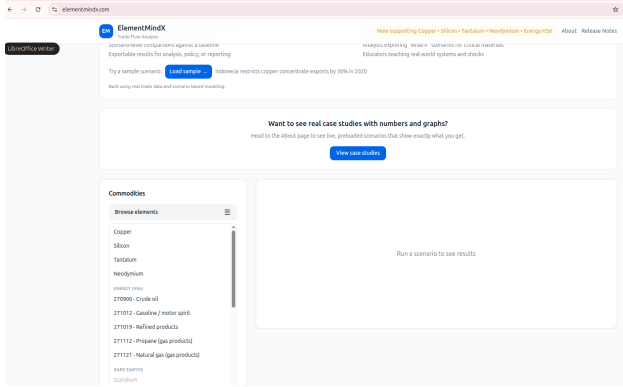 elementmindx.com
EM
ElementMindX
Trade Flow Analysis
Now supporting Copper • Silicon • Tantalum • Neodymium • Energy HS6
About
Release Notes
LibreOffice Writer
Scenario-level comparisons against a baseline
Analysts exploring "what if" scenarios for critical materials
Exportable results for analysis, policy, or reporting
Educators teaching real-world systems and shocks
Try a sample scenario:
Load sample →
Indonesia restricts copper concentrate exports by 30% in 2020
Built using real trade data and scenario-based modeling.
Want to see real case studies with numbers and graphs?
Head to the About page to see live, preloaded scenarios that show exactly what you get.
View case studies
Commodities
Browse elements
Copper
Silicon
Tantalum
Neodymium
ENERGY (HS6)
270900 - Crude oil
271012 - Gasoline / motor spirit
271019 - Refined products
271112 - Propane (gas products)
271121 - Natural gas (gas products)
RARE EARTHS
Scandium
Run a scenario to see results